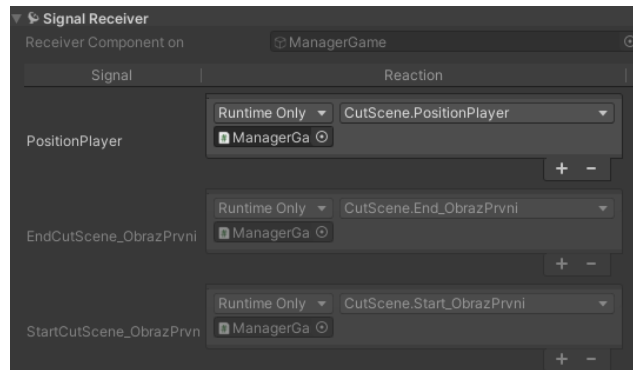 Signal Receiver
Receiver Component on ManagerGame
Signal Reaction
Runtime Only CutScene.PositionPlayer
PositionPlayer ManagerGa
+ -
Runtime Only CutScene.End_ObrazPrvni
EndCutScene_ObrazPrvni ManagerGa
+ -
Runtime Only CutScene.Start_ObrazPrvni
StartCutScene_ObrazPrvn ManagerGa
+ -